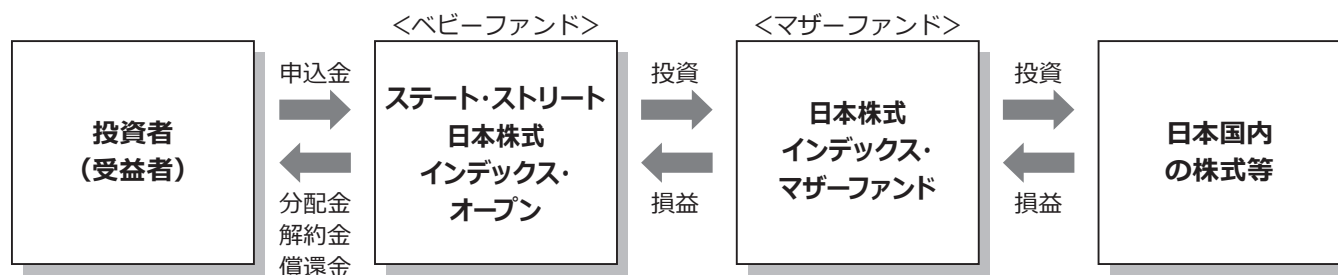 <ベビーファンド>
<マザーファンド>
投資者
(受益者)
申込金
分配金
解約金
償還金
ステート・ストリート
日本株式
インデックス・
オープン
投資
損益
日本株式
インデックス・
マザーファンド
投資
損益
日本国内
の株式等